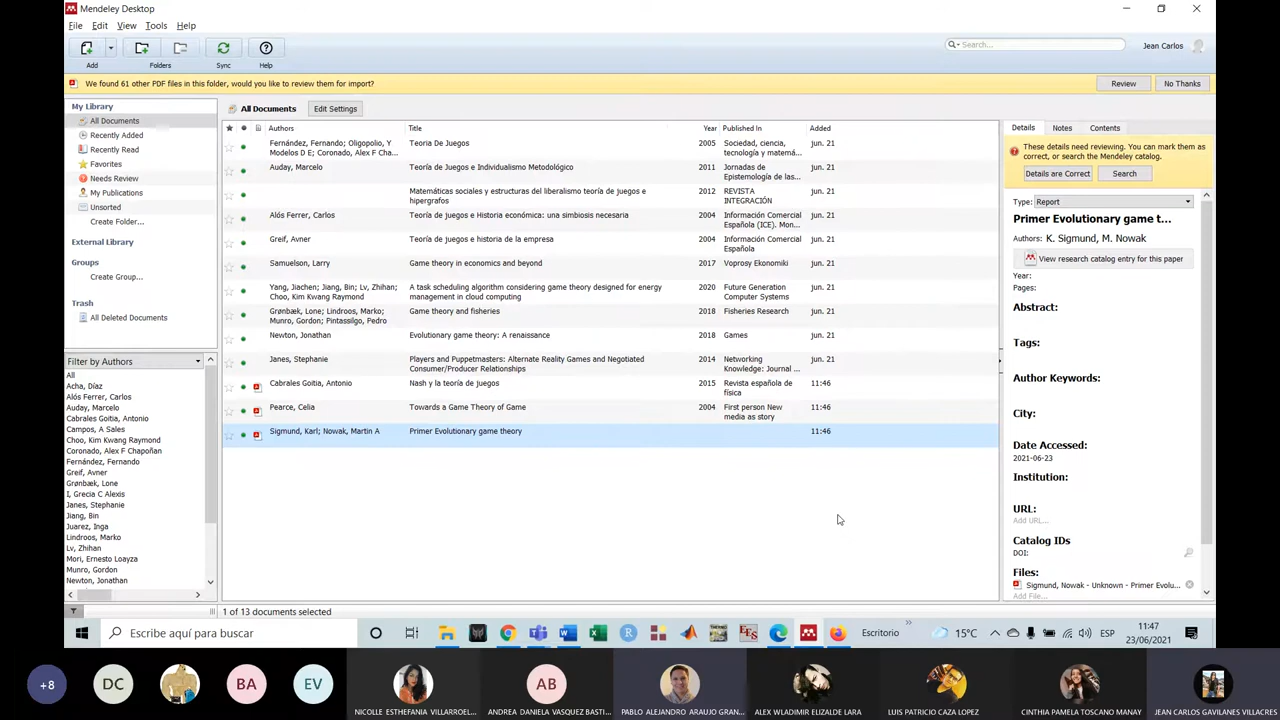 Mendeley Desktop
File Edit View Tools Help
Add Folders Sync Help
Search...
Jean Carlos
We found 61 other PDF files in this folder, would you like to review them for import?
Review No Thanks
My Library
All Documents
Recently Added
Recently Read
Favorites
Needs Review
My Publications
Unsorted
Create Folder...
External Library
Groups
Create Group...
Trash
All Deleted Documents
Filter by Authors
All
Acha, Díaz
Alós Ferrer, Carlos
Auday, Marcelo
Cabrales Goitia, Antonio
Campos, A Sales
Choo, Kim Kwang Raymond
Coronado, Alex F Chapoñan
Fernández, Fernando
Greif, Avner
Grønbæk, Lone
I, Grecia C Alexis
Janes, Stephanie
Jiang, Bin
Juarez, Inga
Lindroos, Marko
Lv, Zhihan
Mori, Ernesto Loayza
Munro, Gordon
Newton, Jonathan
All Documents Edit Settings
Authors Title Year Published In Added
Fernández, Fernando; Oligopolio, Y Teoria De Juegos 2005 Sociedad, ciencia, jun. 21
Modelos D E; Coronado, Alex F Cha... tecnología y matemá...
Auday, Marcelo Teoría de Juegos e Individualismo Metodológico 2011 Jornadas de jun. 21
Epistemología de las...
Matemáticas sociales y estructuras del liberalismo teoría de juegos e 2012 REVISTA jun. 21
hipergrafos INTEGRACIÓN
Alós Ferrer, Carlos Teoría de juegos e Historia económica: una simbiosis necesaria 2004 Información Comercial jun. 21
Española (ICE). Mon...
Greif, Avner Teoría de juegos e historia de la empresa 2004 Información Comercial jun. 21
Española
Samuelson, Larry Game theory in economics and beyond 2017 Voprosy Ekonomiki jun. 21
Yang, Jiachen; Jiang, Bin; Lv, Zhihan; A task scheduling algorithm considering game theory designed for energy 2020 Future Generation jun. 21
Choo, Kim Kwang Raymond management in cloud computing Computer Systems
Grønbæk, Lone; Lindroos, Marko; Game theory and fisheries 2018 Fisheries Research jun. 21
Munro, Gordon; Pintassilgo, Pedro
Newton, Jonathan Evolutionary game theory: A renaissance 2018 Games jun. 21
Janes, Stephanie Players and Puppetmasters: Alternate Reality Games and Negotiated 2014 Networking jun. 21
Consumer/Producer Relationships Knowledge: Journal ...
Cabrales Goitia, Antonio Nash y la teoría de juegos 2015 Revista española de 11:46
física
Pearce, Celia Towards a Game Theory of Game 2004 First person New 11:46
media as story
Sigmund, Karl; Nowak, Martin A Primer Evolutionary game theory 11:46
1 of 13 documents selected
Details Notes Contents
These details need reviewing. You can mark them as
correct, or search the Mendeley catalog.
Details are Correct Search
Type: Report
Primer Evolutionary game t...
Authors: K. Sigmund, M. Nowak
View research catalog entry for this paper
Year:
Pages:
Abstract:
Tags:
Author Keywords:
City:
Date Accessed:
2021-06-23
Institution:
URL:
Add URL...
Catalog IDs
DOI:
Files:
Sigmund, Nowak - Unknown - Primer Evolu...
Add File...
Escribe aquí para buscar
Escritorio 15°C ESP
11:47
23/06/2021
+8 DC BA EV AB
NICOLLE ESTHEFANIA VILLARROEL...
ANDREA DANIELA VASQUEZ BASTI...
PABLO ALEJANDRO ARAUJO GRAN...
ALEX WLADIMIR ELIZALDE LARA
LUIS PATRICIO CAZA LOPEZ
CINTHIA PAMELA TOSCANO MANAY
JEAN CARLOS GAVILANES VILLACRES